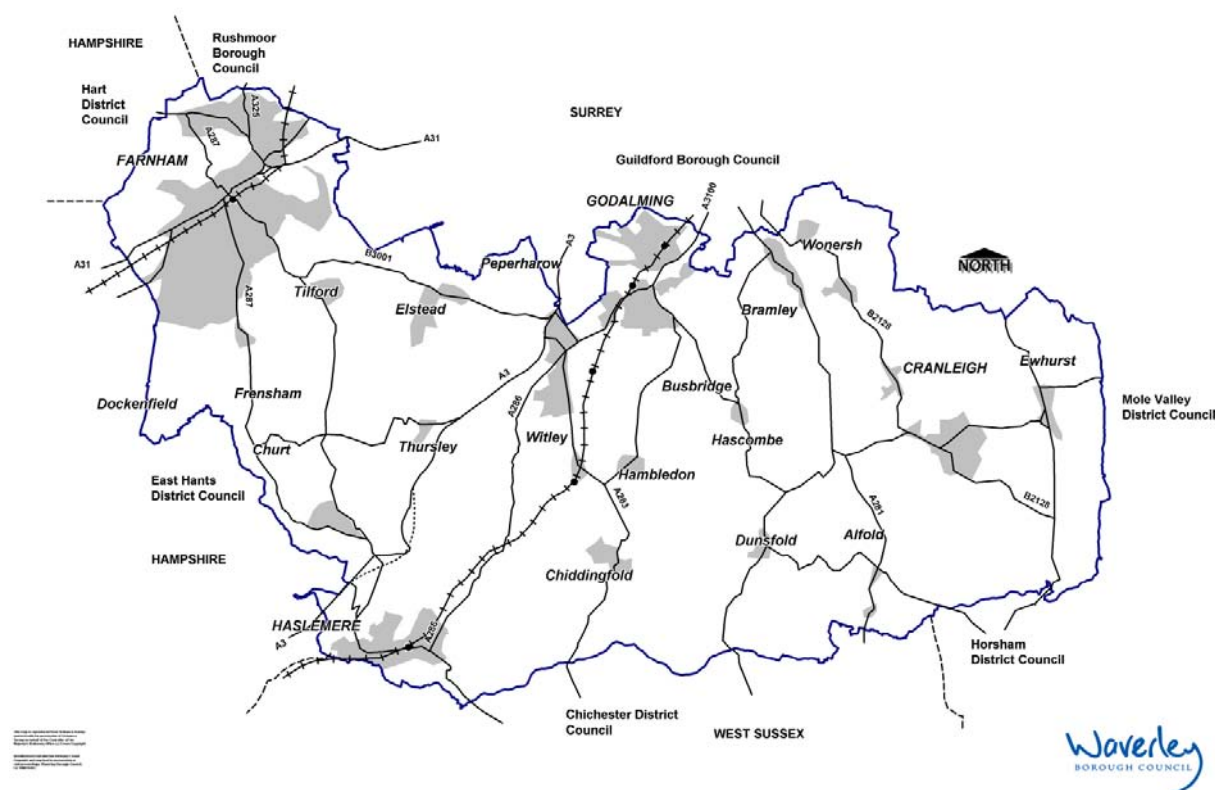 HAMPSHIRE
Rushmoor
Borough
Council
Hart
District
Council
A325
A287
A31
SURREY
FARNHAM
Guildford Borough Council
GODALMING
A3100
A3
Wonersh
NORTH
B3001
Peperharow
A31
A287
Tilford
Elstead
Bramley
B2128
CRANLEIGH
Ewhurst
A3
A286
Busbridge
Frensham
Dockenfield
Mole Valley
District Council
Churt
Thursley
Witley
Hascombe
Hambledon
East Hants
District Council
A283
A281
B2128
HAMPSHIRE
Dunsfold
Alfold
Chiddingfold
HASLEMERE
A3
A286
Horsham
District Council
Chichester District
Council
WEST SUSSEX
Waverley
BOROUGH COUNCIL